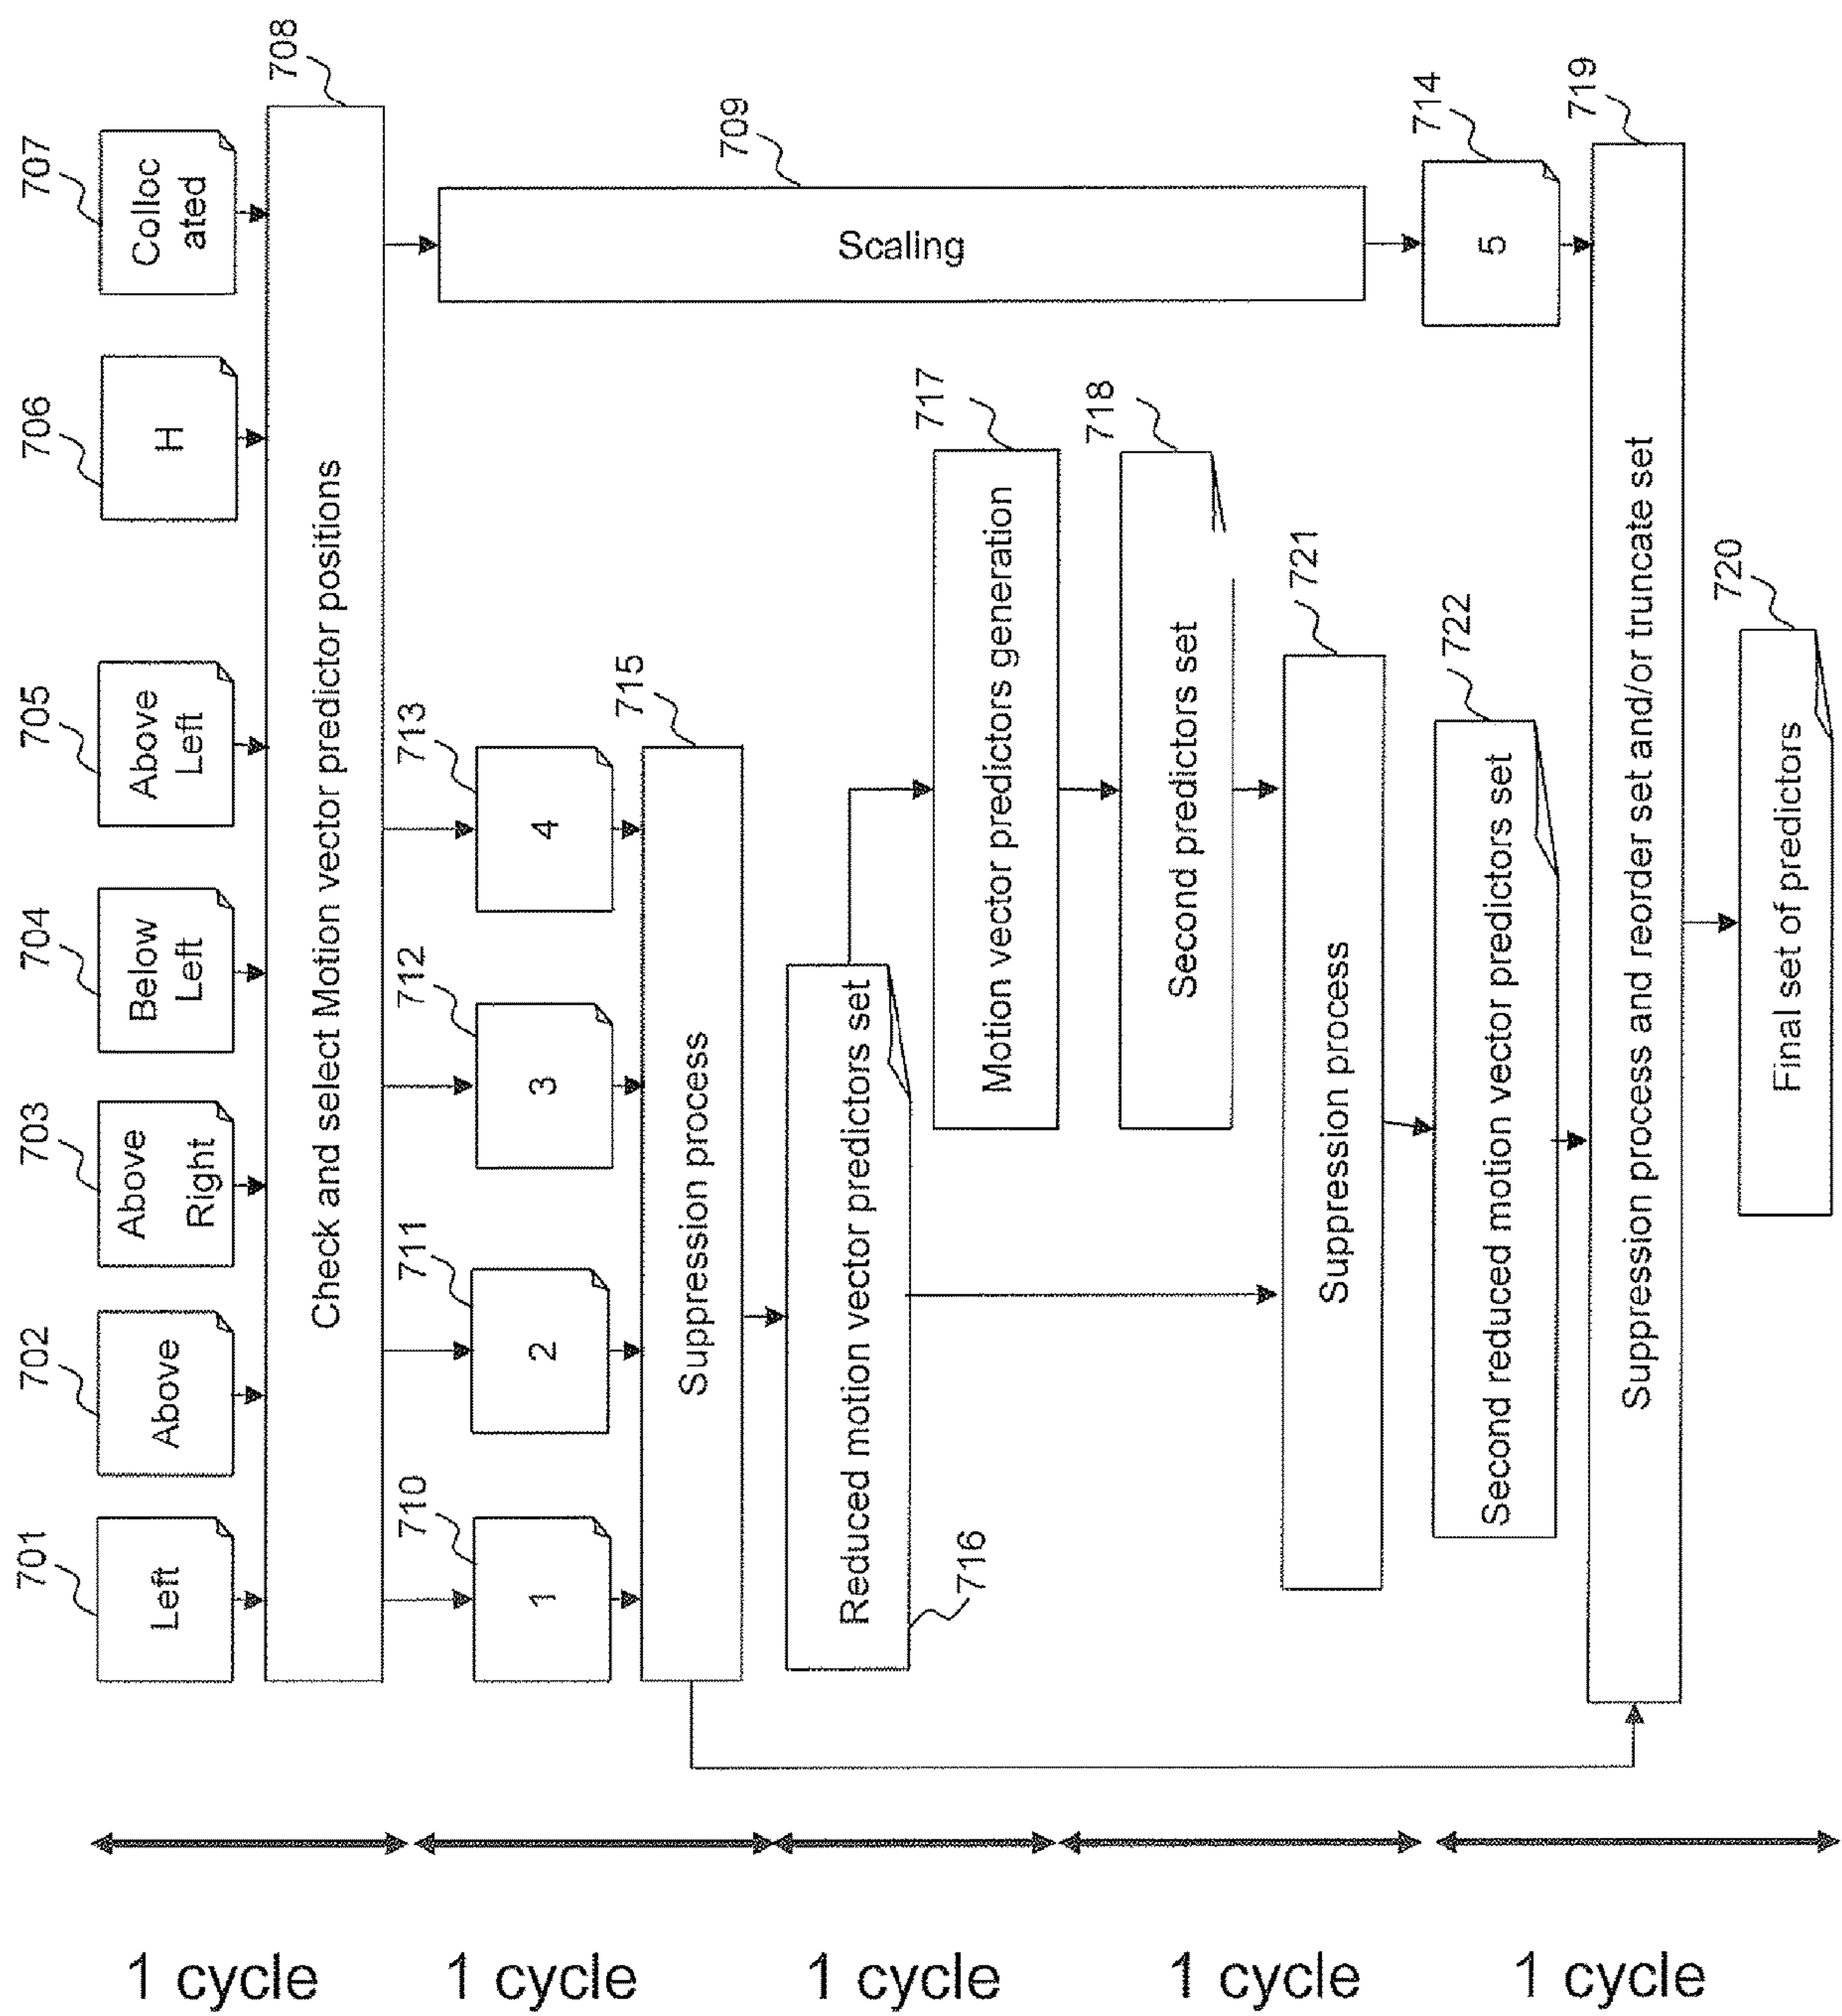 701
702
703
704
705
706
707
Left
Above
Above
Right
Below
Left
Above
Left
H
Colloc
ated
708
Check and select Motion vector predictor positions
709
Scaling
710
711
712
713
1
2
3
4
715
Suppression process
Reduced motion vector predictors set
716
717
Motion vector predictors generation
718
Second predictors set
721
Suppression process
722
Second reduced motion vector predictors set
714
5
719
Suppression process and reorder set and/or truncate set
720
Final set of predictors
1 cycle
1 cycle
1 cycle
1 cycle
1 cycle